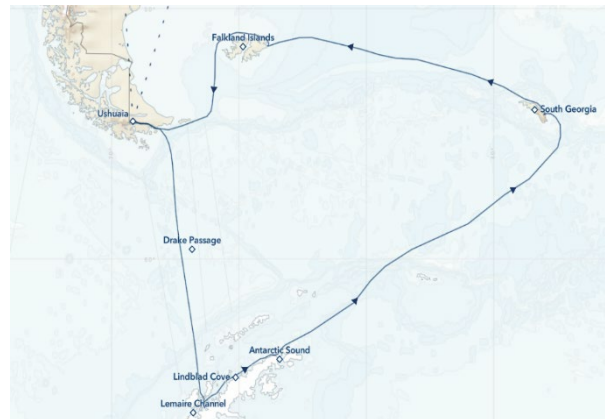 Falkland Islands
South Georgia
Ushuaia
Drake Passage
Antarctic Sound
Lindblad Cove
Lemaire Channel